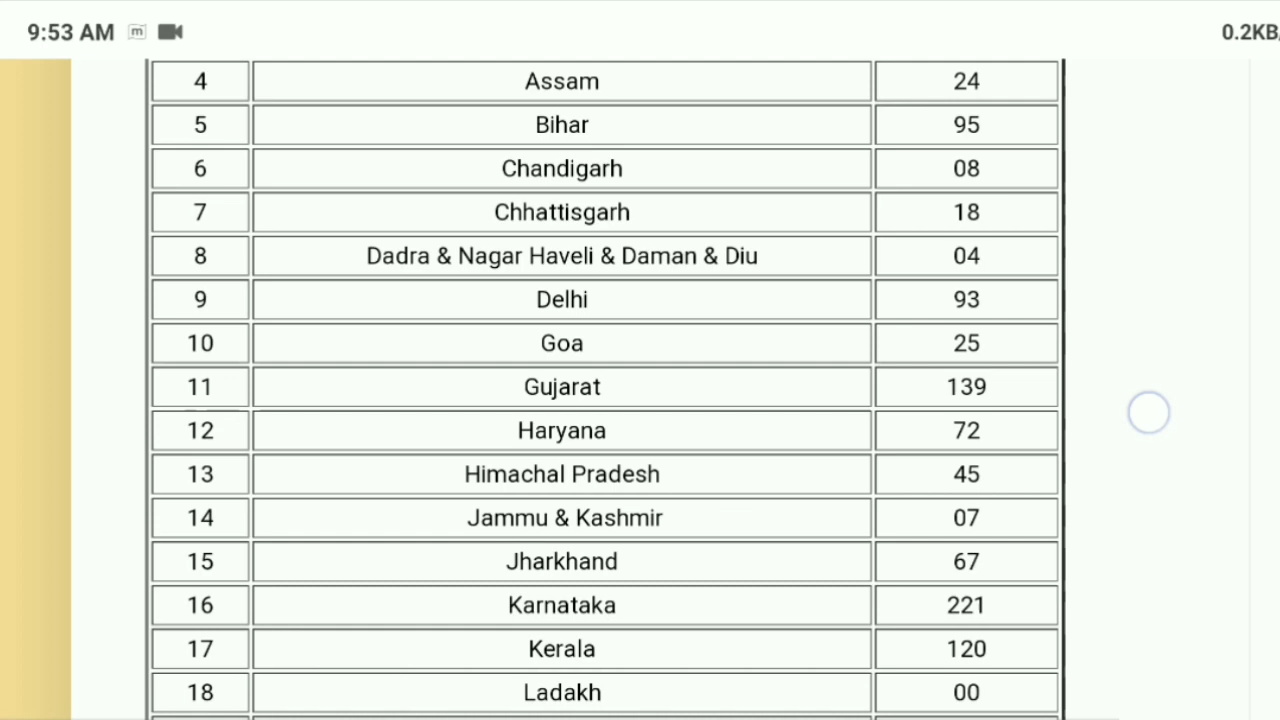 9:53 AM m 0.2KB/
4 Assam 24
5 Bihar 95
6 Chandigarh 08
7 Chhattisgarh 18
8 Dadra & Nagar Haveli & Daman & Diu 04
9 Delhi 93
10 Goa 25
11 Gujarat 139
12 Haryana 72
13 Himachal Pradesh 45
14 Jammu & Kashmir 07
15 Jharkhand 67
16 Karnataka 221
17 Kerala 120
18 Ladakh 00